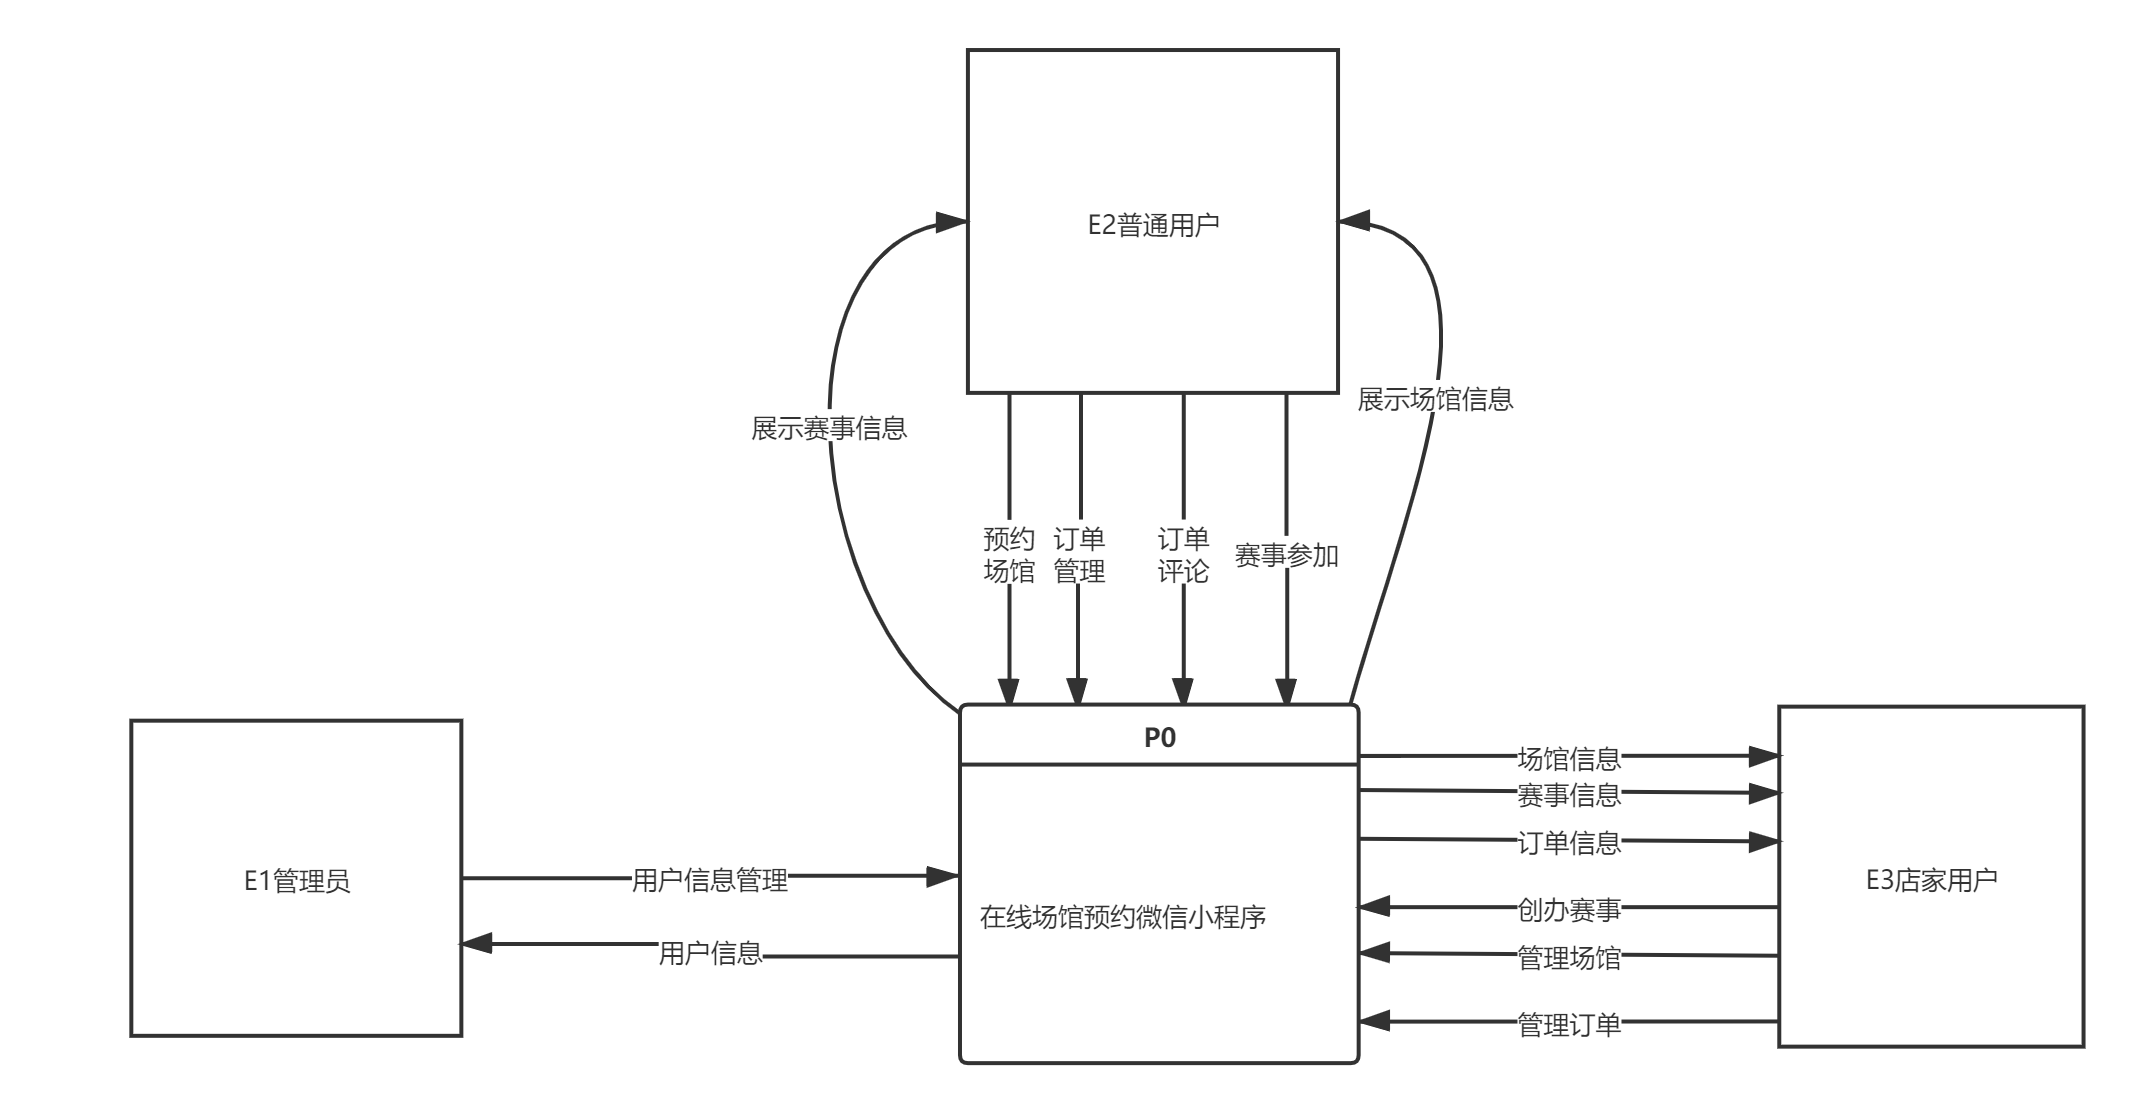 E2普通用户
展示场馆信息
展示赛事信息
预约
场馆
订单
管理
订单
评论
赛事参加
P0
场馆信息
赛事信息
订单信息
E1管理员
用户信息管理
在线场馆预约微信小程序
E3店家用户
创办赛事
用户信息
管理场馆
管理订单